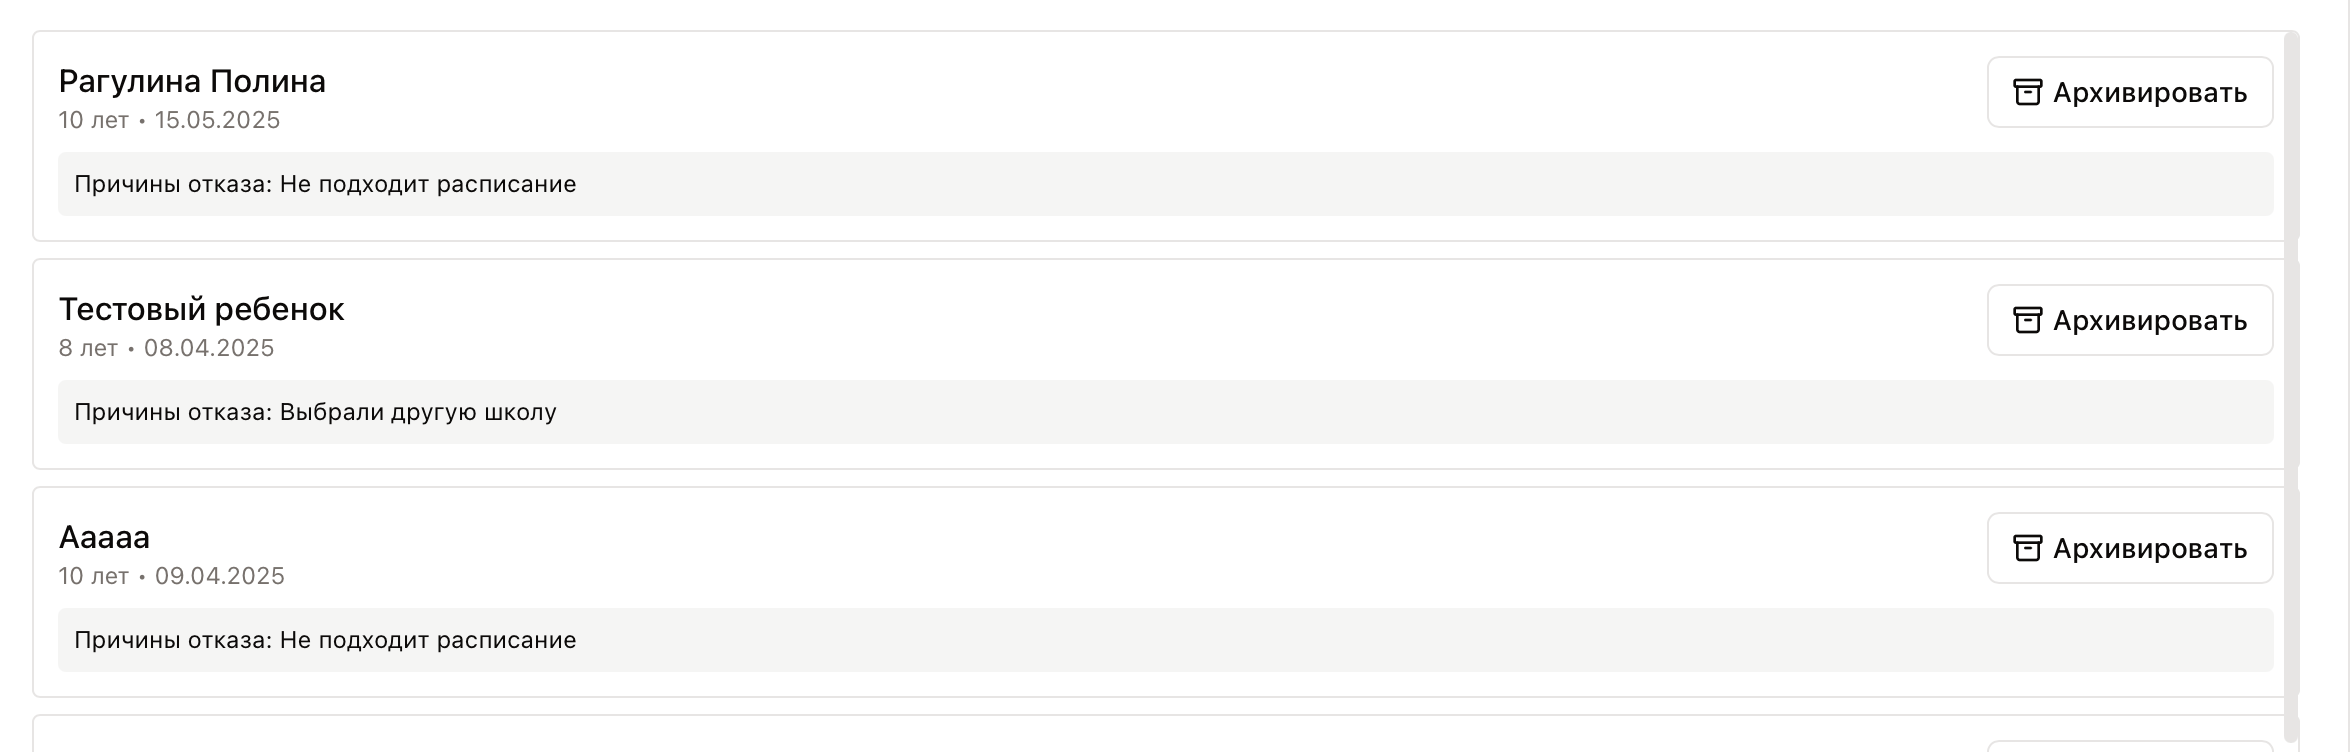 Рагулина Полина
Архивировать
10 лет • 15.05.2025
Причины отказа: Не подходит расписание
Тестовый ребенок
Архивировать
8 лет • 08.04.2025
Причины отказа: Выбрали другую школу
Ааааа
Архивировать
10 лет • 09.04.2025
Причины отказа: Не подходит расписание